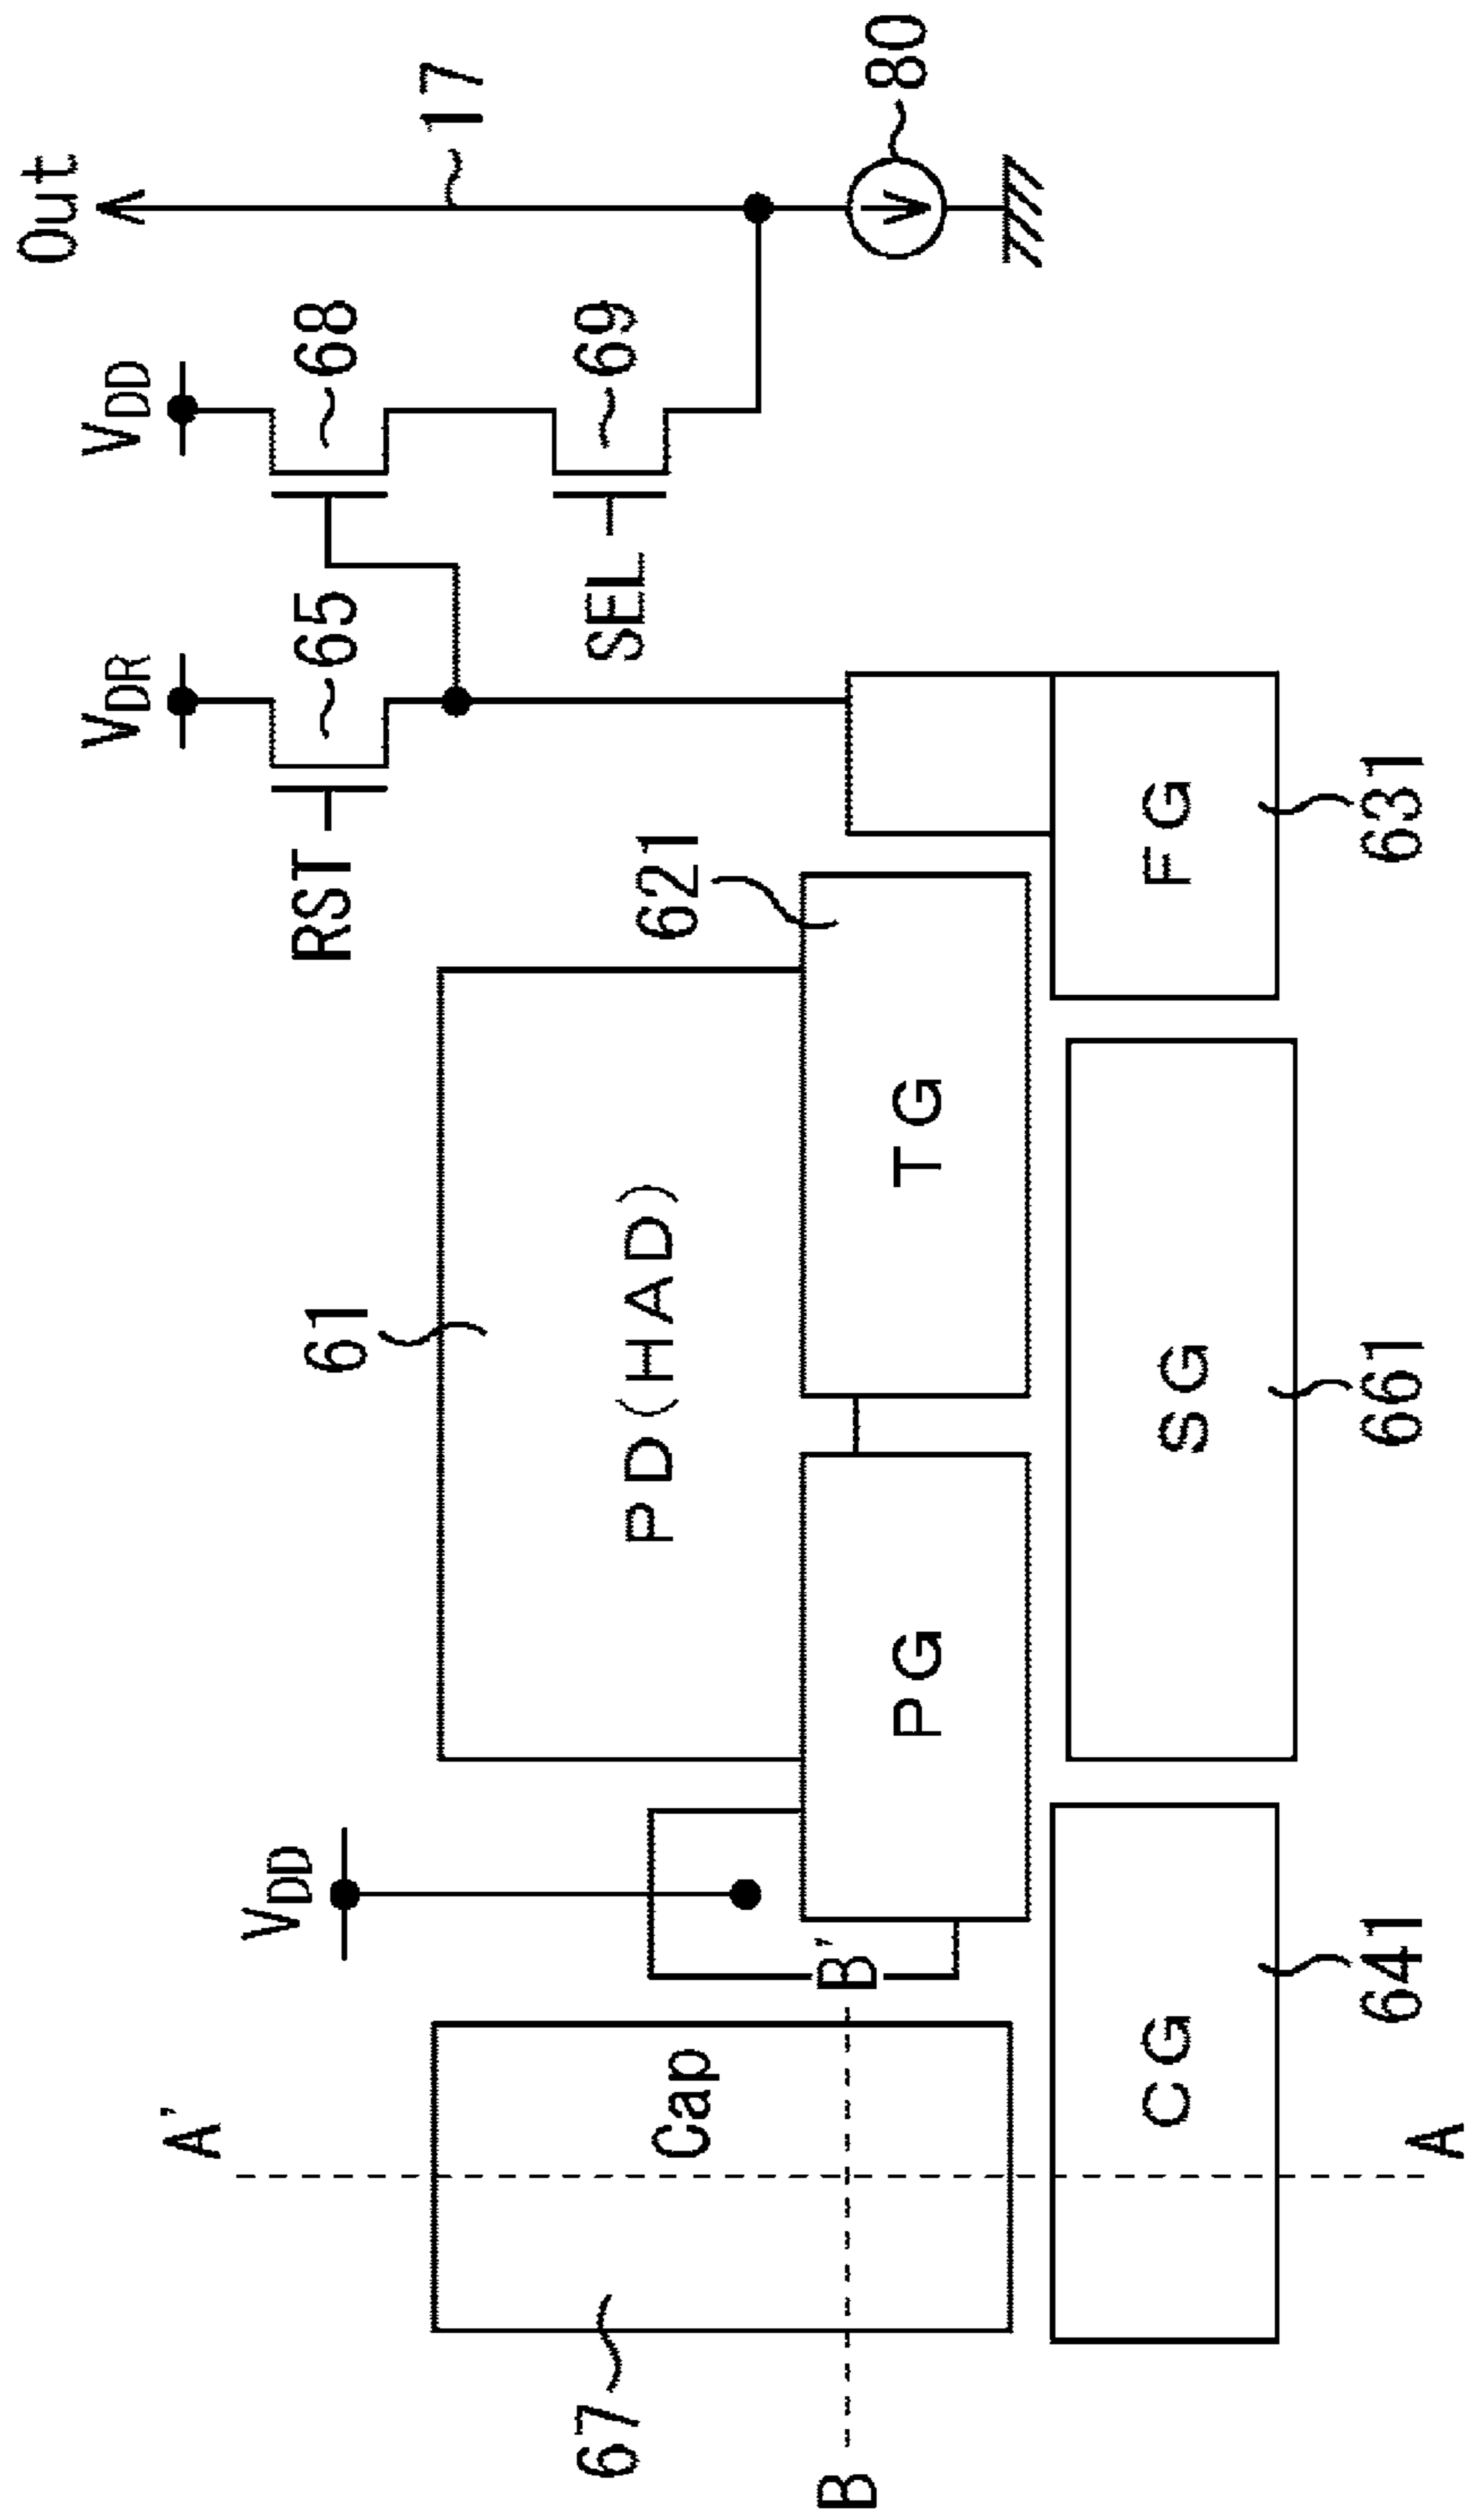 Out
17
80
VDD
68
69
VDR
65
SEL
RST
621
FG
631
61
PD(HAD)
TG
PG
SG
661
VDD
B'
A'
Cap
CG
641
67
B
A